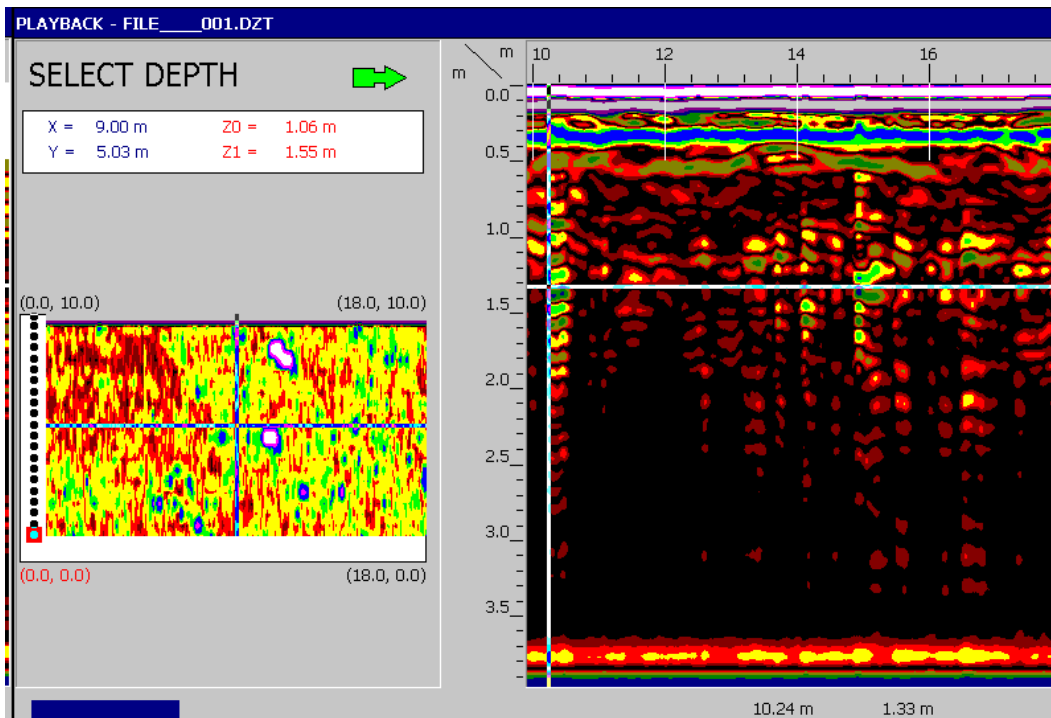 PLAYBACK - FILE____001.DZT
SELECT DEPTH
X = 9.00 m Z0 = 1.06 m
Y = 5.03 m Z1 = 1.55 m
(0.0, 10.0) (18.0, 10.0)
(0.0, 0.0) (18.0, 0.0)
m
m
10 12 14 16
0.0
0.5
1.0
1.5
2.0
2.5
3.0
3.5
10.24 m 1.33 m